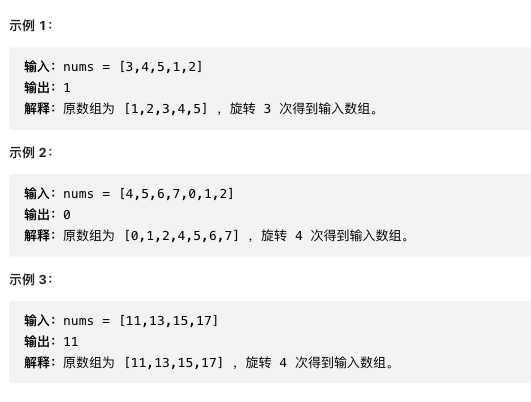 示例 1：
输入：nums = [3,4,5,1,2]
输出：1
解释：原数组为 [1,2,3,4,5] ，旋转 3 次得到输入数组。
示例 2：
输入：nums = [4,5,6,7,0,1,2]
输出：0
解释：原数组为 [0,1,2,4,5,6,7] ，旋转 4 次得到输入数组。
示例 3：
输入：nums = [11,13,15,17]
输出：11
解释：原数组为 [11,13,15,17] ，旋转 4 次得到输入数组。